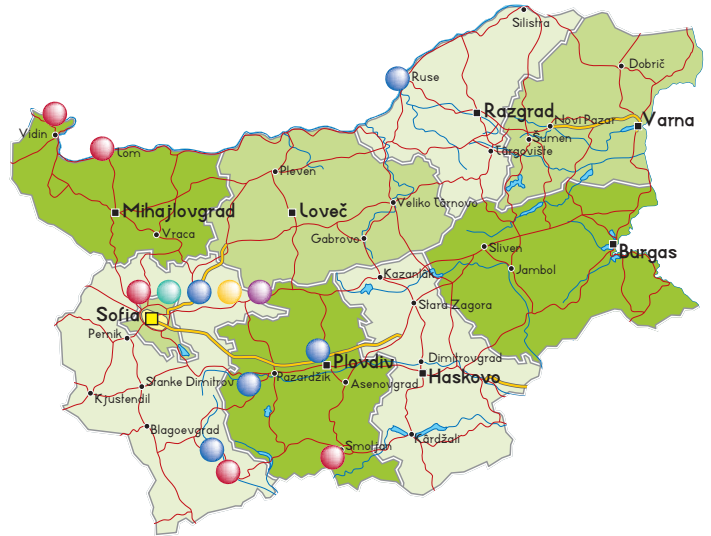 Silistra
Dobrič
Ruse
Razgrad
Novi Pazar
Varna
Vidin
Šumen
Lom
Târgovište
Pleven
Mihajlovgrad
Loveč
Veliko Târnovo
Vraca
Gabrovo
Sliven
Burgas
Kazanlâk
Jambol
Stara Zagora
Sofia
Pernik
Dimitrovgrad
Plovdiv
Pazardžik
Haskovo
Stanke Dimitrov
Asenovgrad
Kjustendil
Blagoevgrad
Kârdžali
Smoljan